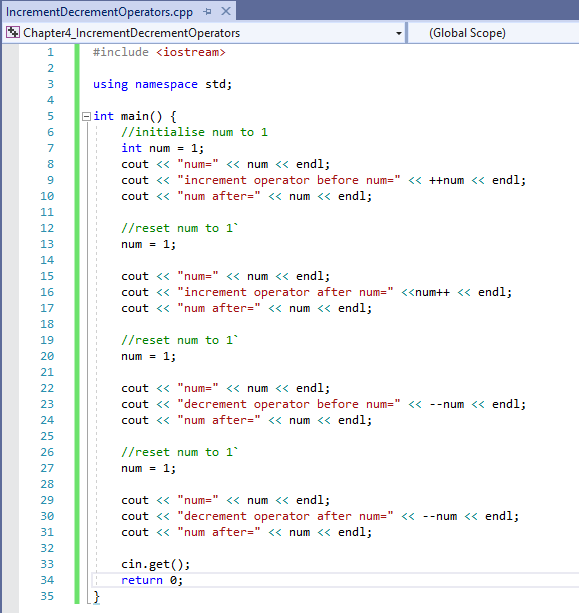 IncrementDecrementOperators.cpp
Chapter4_IncrementDecrementOperators (Global Scope)
1 #include <iostream>
2
3 using namespace std;
4
5 int main() {
6 //initialise num to 1
7 int num = 1;
8 cout << "num=" << num << endl;
9 cout << "increment operator before num=" << ++num << endl;
10 cout << "num after=" << num << endl;
11
12 //reset num to 1`
13 num = 1;
14
15 cout << "num=" << num << endl;
16 cout << "increment operator after num=" <<num++ << endl;
17 cout << "num after=" << num << endl;
18
19 //reset num to 1`
20 num = 1;
21
22 cout << "num=" << num << endl;
23 cout << "decrement operator before num=" << --num << endl;
24 cout << "num after=" << num << endl;
25
26 //reset num to 1`
27 num = 1;
28
29 cout << "num=" << num << endl;
30 cout << "decrement operator after num=" << --num << endl;
31 cout << "num after=" << num << endl;
32
33 cin.get();
34 return 0;
35 }